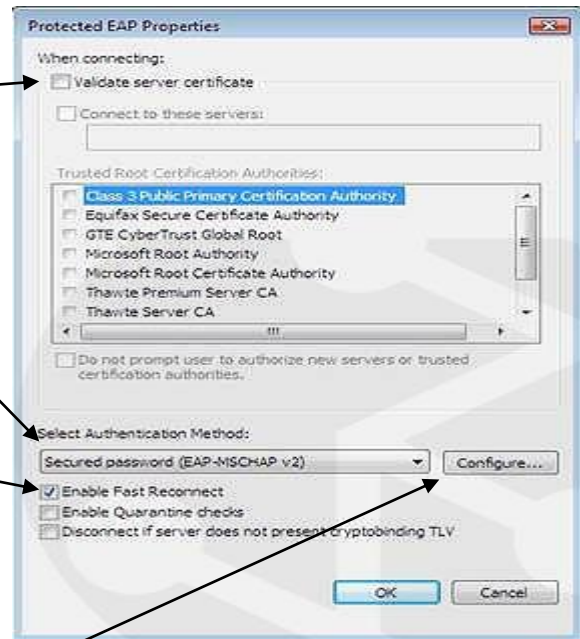 Protected EAP Properties
When connecting:
Validate server certificate
Connect to these servers:
Trusted Root Certification Authorities:
Class 3 Public Primary Certification Authority
Equifax Secure Certificate Authority
GTE CyberTrust Global Root
Microsoft Root Authority
Microsoft Root Certificate Authority
Thawte Premium Server CA
Thawte Server CA
Do not prompt user to authorize new servers or trusted
certification authorities.
Select Authentication Method:
Secured password (EAP-MSCHAP v2)
Configure...
Enable Fast Reconnect
Enable Quarantine checks
Disconnect if server does not present cryptobinding TLV
OK
Cancel